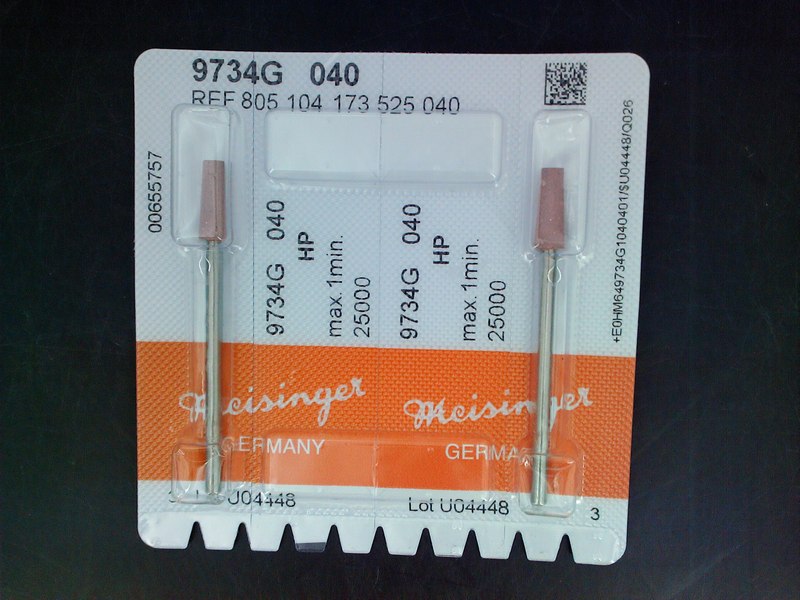 9734G 040
REF 805 104 173 525 040
00655757
9734G 040
HP
max.1min.
25000
9734G 040
HP
max.1min.
25000
+E0HM649734G1040401/$U04448/Q026
Meisinger
GERMANY
Meisinger
GERMA
Lot U04448
Lot U04448
3